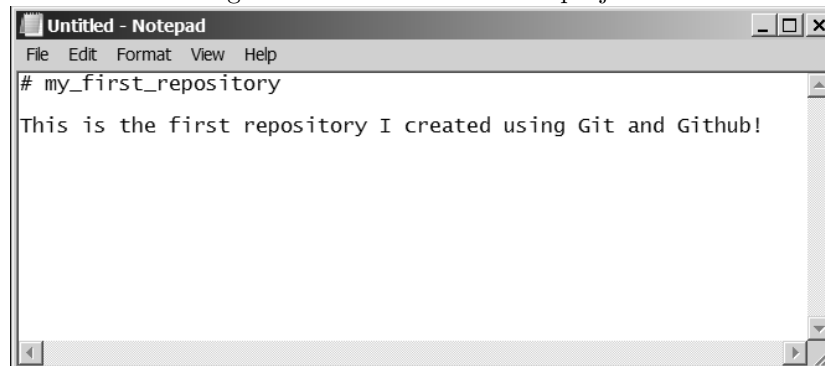 Untitled - Notepad
File Edit Format View Help
# my_first_repository
This is the first repository I created using Git and Github!